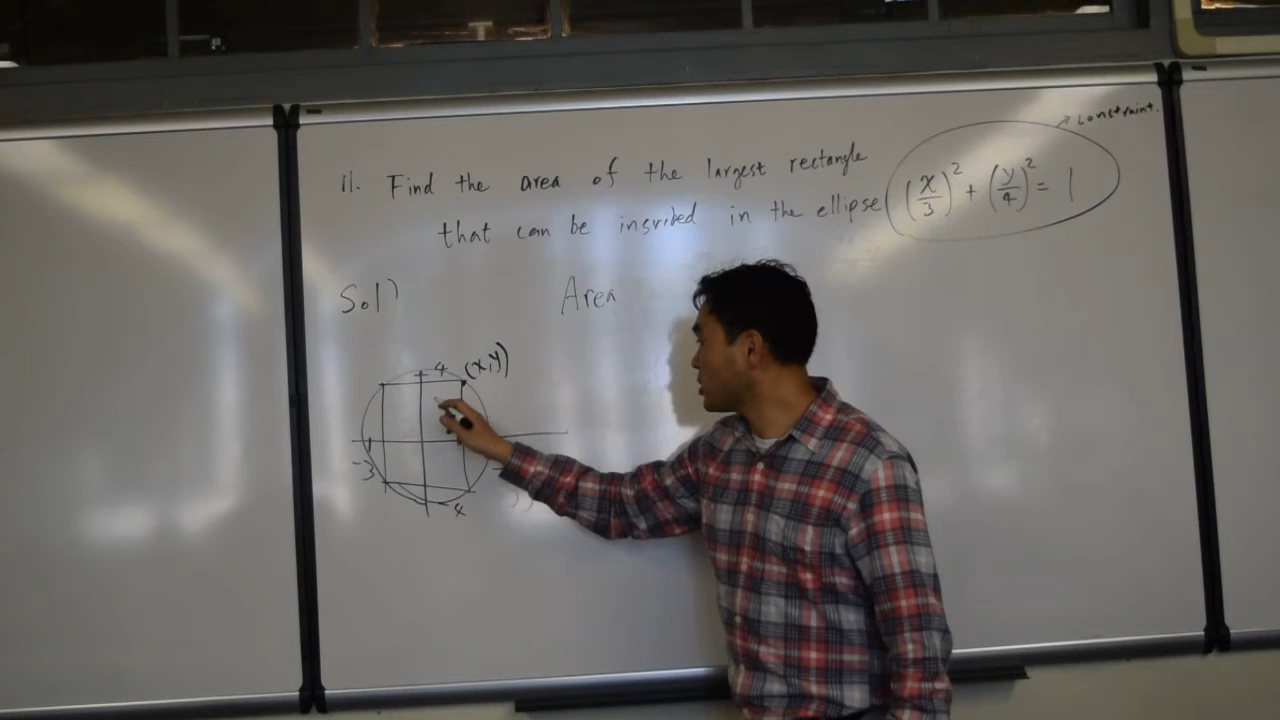 → constraint.
11. Find the area of the largest rectangle
that can be insribed in the ellipse (x/3)² + (y/4)² = 1
Sol)
Area
4 (x,y)
-3
-4